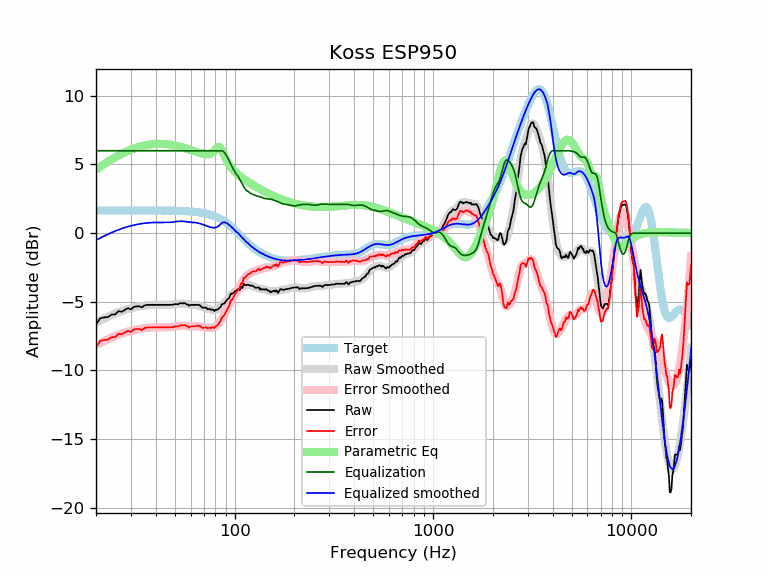 Koss ESP950
Amplitude (dBr)
10
5
0
−5
−10
−15
−20
Target
Raw Smoothed
Error Smoothed
Raw
Error
Parametric Eq
Equalization
Equalized smoothed
100
1000
10000
Frequency (Hz)